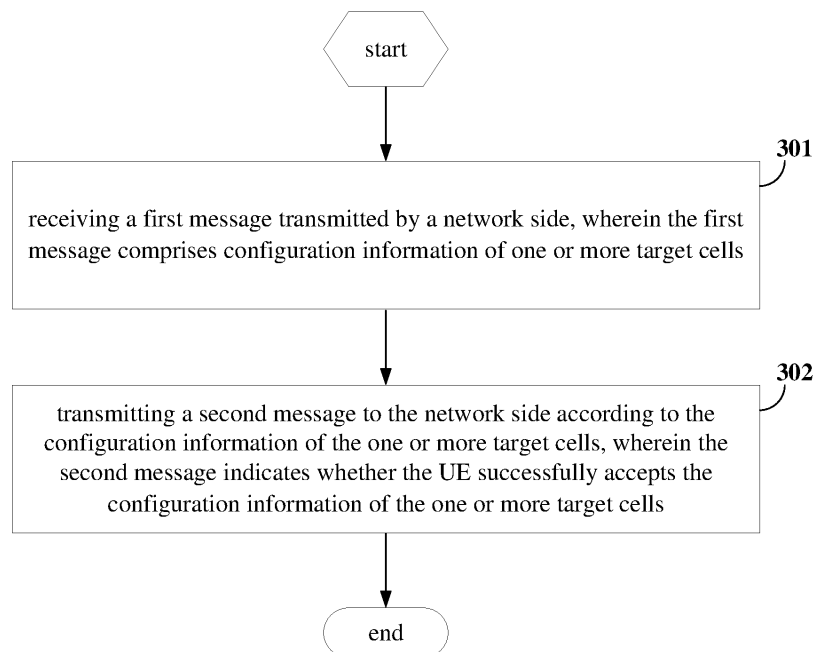 start
301
receiving a first message transmitted by a network side, wherein the first
message comprises configuration information of one or more target cells
302
transmitting a second message to the network side according to the
configuration information of the one or more target cells, wherein the
second message indicates whether the UE successfully accepts the
configuration information of the one or more target cells
end